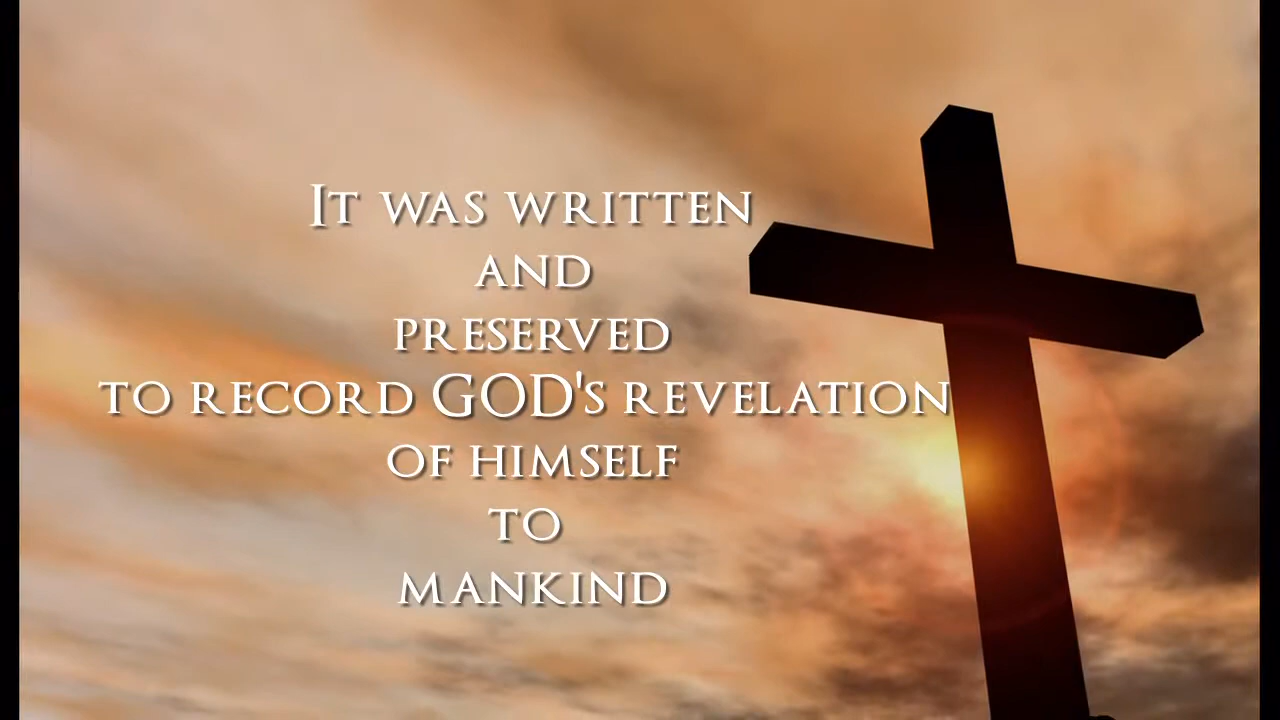 It was written
and
preserved
to record GOD's revelation
of himself
to
mankind